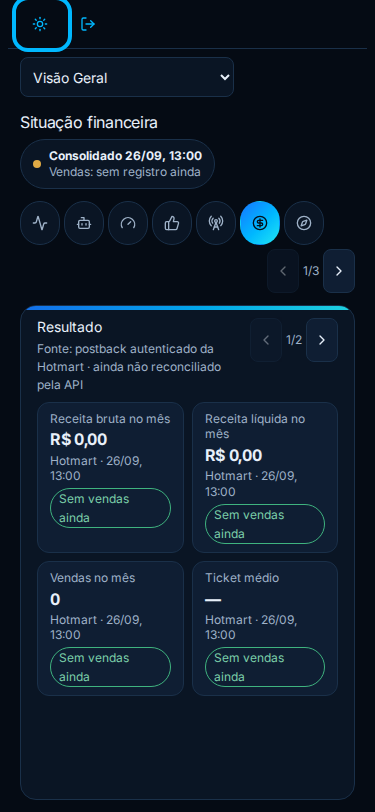 Visão Geral
Situação financeira
Consolidado 26/09, 13:00
Vendas: sem registro ainda
1/3
Resultado
1/2
Fonte: postback autenticado da
Hotmart · ainda não reconciliado
pela API
Receita bruta no mês
R$ 0,00
Hotmart · 26/09,
13:00
Sem vendas
ainda
Receita líquida no
mês
R$ 0,00
Hotmart · 26/09,
13:00
Sem vendas
ainda
Vendas no mês
0
Hotmart · 26/09,
13:00
Sem vendas
ainda
Ticket médio
—
Hotmart · 26/09,
13:00
Sem vendas
ainda